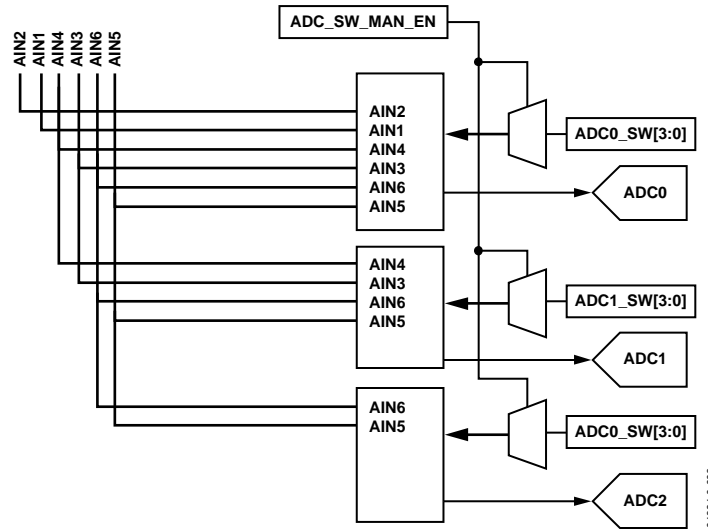 ADC_SW_MAN_EN
AIN2
AIN1
AIN4
AIN3
AIN6
AIN5
AIN2
AIN1
AIN4
AIN3
AIN6
AIN5
ADC0_SW[3:0]
ADC0
AIN4
AIN3
AIN6
AIN5
ADC1_SW[3:0]
ADC1
AIN6
AIN5
ADC0_SW[3:0]
ADC2